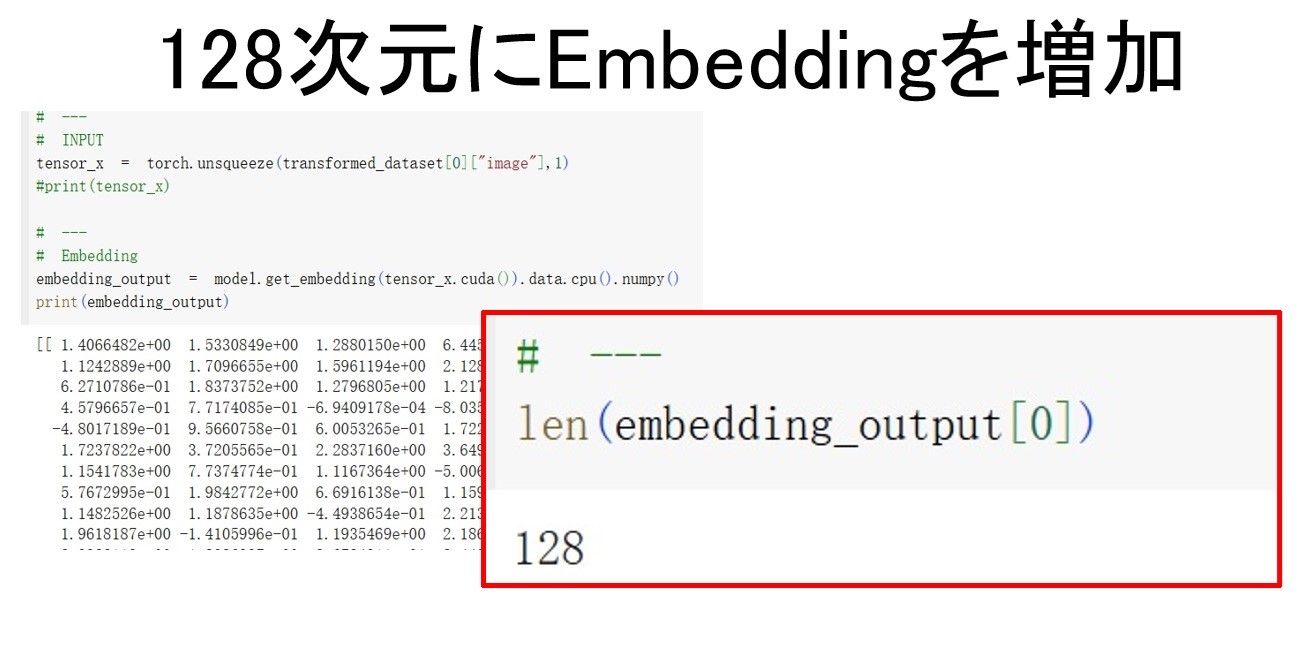 128次元にEmbeddingを増加
# ---
# INPUT
tensor_x = torch.unsqueeze(transformed_dataset[0]["image"],1)
#print(tensor_x)
# ---
# Embedding
embedding_output = model.get_embedding(tensor_x.cuda()).data.cpu().numpy()
print(embedding_output)
[[ 1.4066482e+00 1.5330849e+00 1.2880150e+00 6.445
1.1242889e+00 1.7096655e+00 1.5961194e+00 2.128
6.2710786e-01 1.8373752e+00 1.2796805e+00 1.217
4.5796657e-01 7.7174085e-01 -6.9409178e-04 -8.035
-4.8017189e-01 9.5660758e-01 6.0053265e-01 1.722
1.7237822e+00 3.7205565e-01 2.2837160e+00 3.649
1.1541783e+00 7.7374774e-01 1.1167364e+00 -5.006
5.7672995e-01 1.9842772e+00 6.6916138e-01 1.159
1.1482526e+00 1.1878635e+00 -4.4938654e-01 2.213
1.9618187e+00 -1.4105996e-01 1.1935469e+00 2.186
# ---
len(embedding_output[0])
128